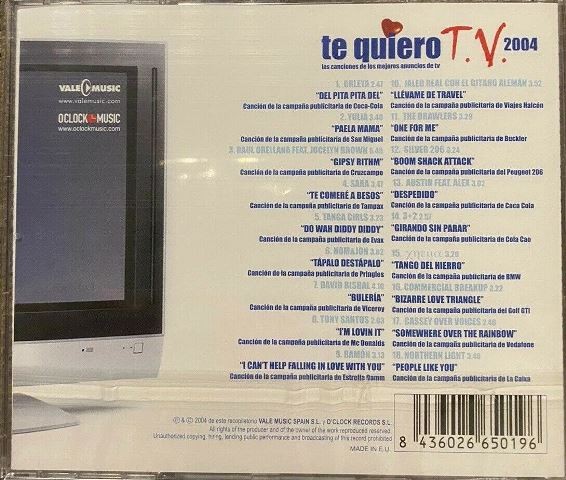 te quiero T.V. 2004
las canciones de los mejores anuncios de tv
VALE MUSIC
www.valemusic.com
O'CLOCK MUSIC
www.oclockmusic.com
1. ORLEYA 2.47
"DEL PITA PITA DEL"
Canción de la campaña publicitaria de Coca-Cola
2. YULIA 2.40
"PAELA MAMA"
Canción de la campaña publicitaria de San Miguel
3. RAUL ORELLANA FEAT. JOCELYN BROWN
"GIPSY RITHM"
Canción de la campaña publicitaria de Cruzcampo
4. SARA 2.47
"TE COMERÉ A BESOS"
Canción de la campaña publicitaria de Tampax
5. TANGA GIRLS 3.23
"DO WAH DIDDY DIDDY"
Canción de la campaña publicitaria de Evax
6. 3.02
"TÁPALO DESTÁPALO"
Canción de la campaña publicitaria de Pringles
7. DAVID BISBAL 4.10
"BULERÍA"
Canción de la campaña publicitaria de Viceroy
8. TONY SANTOS 2.03
"I'M LOVIN IT"
Canción de la campaña publicitaria de Mc Donalds
9. RAMÓN 3.13
"I CAN'T HELP FALLING IN LOVE WITH YOU"
Canción de la campaña publicitaria de Estrella Damm
10. JALEO REAL CON EL GITANO ALEMÁN 3.52
"LLÉVAME DE TRAVEL"
Canción de la campaña publicitaria de Viajes Halcón
11. THE BRAWLERS 3.29
"ONE FOR ME"
Canción de la campaña publicitaria de Buckler
12. SILVER 206 3.24
"BOOM SHACK ATTACK"
Canción de la campaña publicitaria del Peugeot 206
13. AUSTIN FEAT. ALEX 3.02
"DESPEDIDO"
Canción de la campaña publicitaria de Coca Cola
14. 3+2 2.57
"GIRANDO SIN PARAR"
Canción de la campaña publicitaria de Cola Cao
15. 3.20
"TANGO DEL HIERRO"
Canción de la campaña publicitaria de BMW
16. COMMERCIAL BREAKUP 2.22
"BIZARRE LOVE TRIANGLE"
Canción de la campaña publicitaria del Golf GTI
17. CASSEY OVER VOICES 2.40
"SOMEWHERE OVER THE RAINBOW"
Canción de la campaña publicitaria de Vodafone
18. NORTHERN LIGHT 3.40
"PEOPLE LIKE YOU"
Canción de la campaña publicitaria de La Caixa
℗ & © 2004 de este recopilatorio VALE MUSIC SPAIN S.L. y O'CLOCK RECORDS S.L.
All rights of the producer and of the owner of the work reproduced reserved.
Unauthorized copying, hiring, lending public performance and broadcasting of this record prohibited
MADE IN E.U.
8 436026 650196